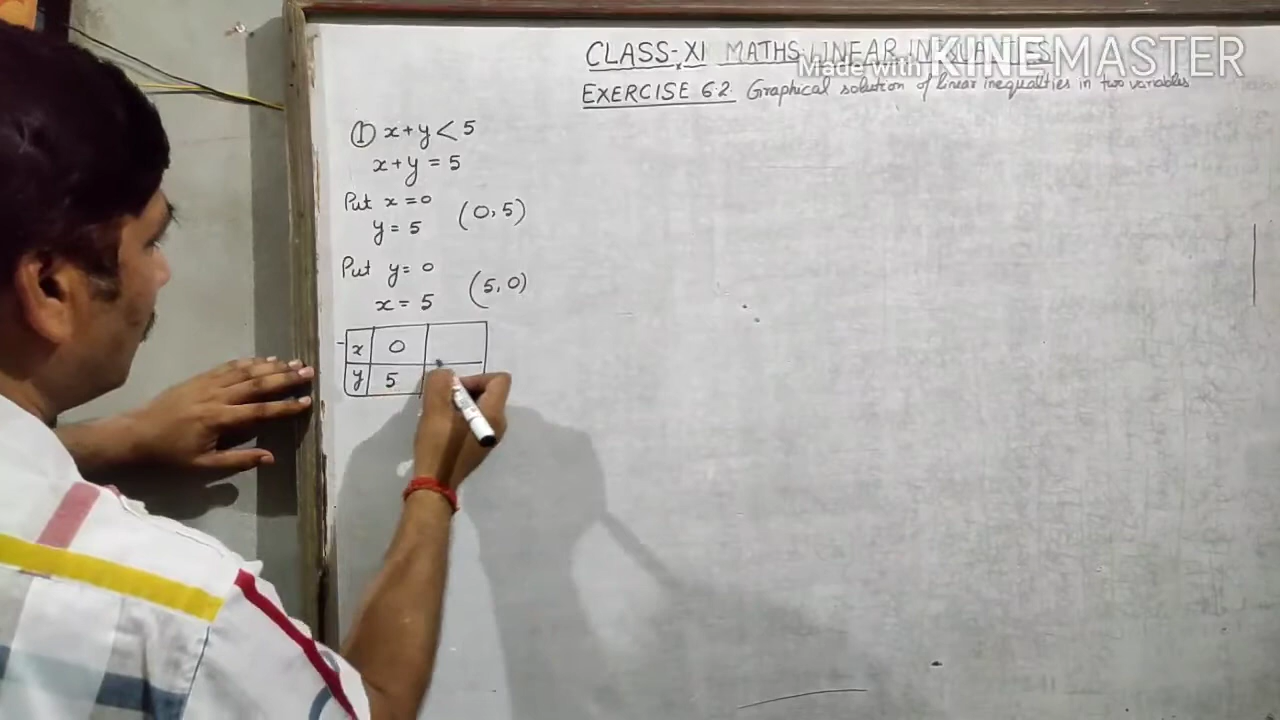 CLASS-XI MATHS LINEAR INEQUALITIES
Made with KINEMASTER
EXERCISE 6.2. Graphical solution of linear inequalties in two variables
① x+y < 5
x+y = 5
Put x = 0
y = 5 (0, 5)
Put y = 0
x = 5 (5, 0)
x 0
y 5